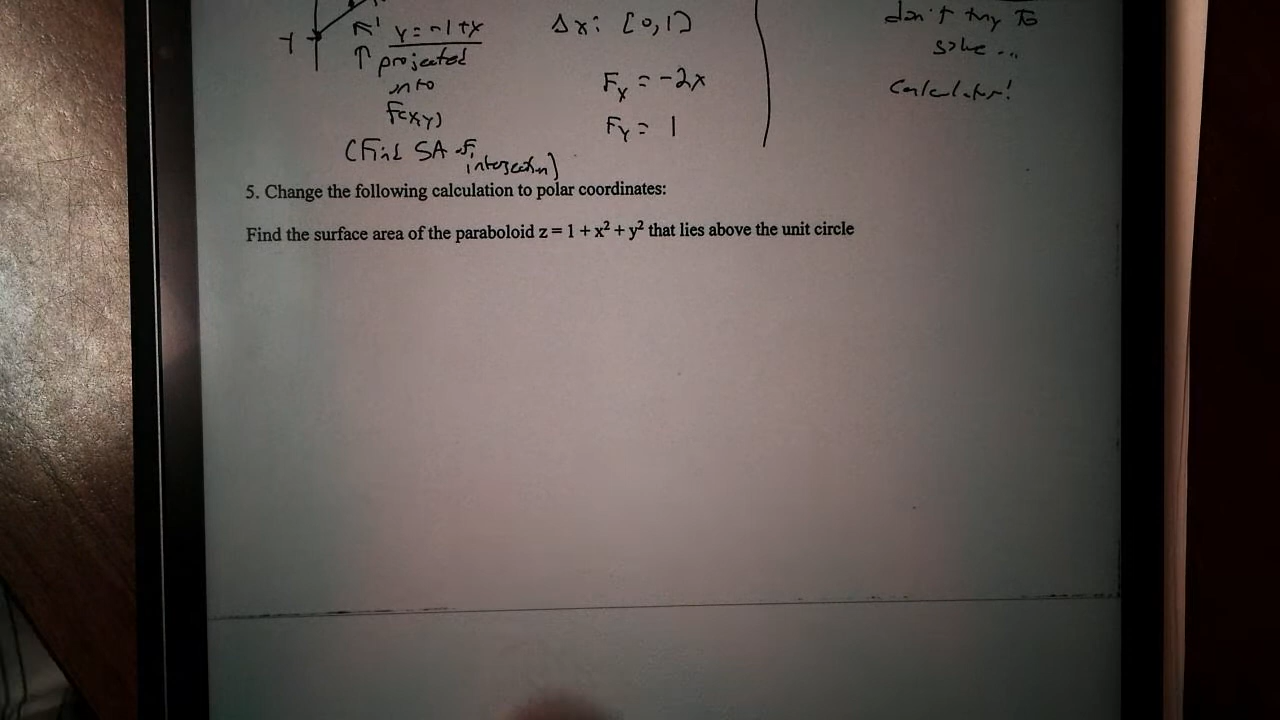 don't try to
-1 y = -1 + x Δx: [0,1]
solve...
↑ projected
into Fx = -2x calculator!
F(x,y) Fy = 1
(Find SA of intersection)
5. Change the following calculation to polar coordinates:
Find the surface area of the paraboloid z = 1 + x² + y² that lies above the unit circle